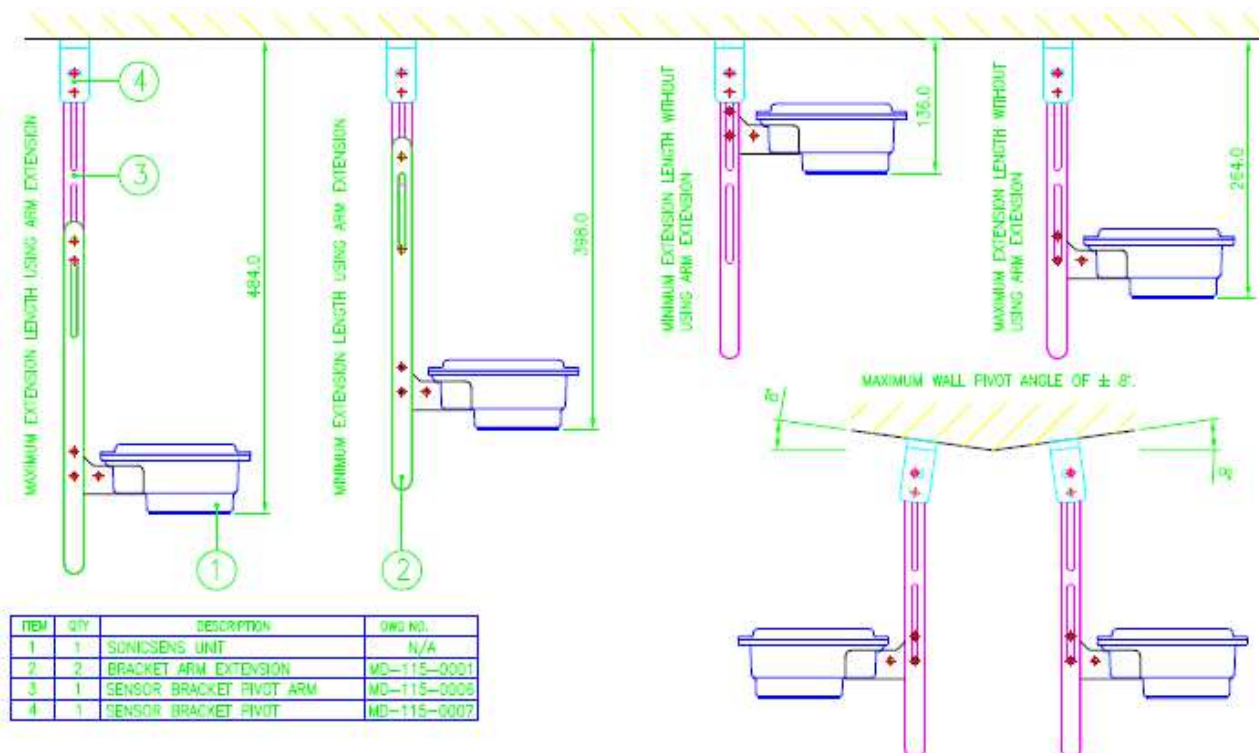 4
3
MAXIMUM EXTENSION LENGTH USING ARM EXTENSION
484.0
1
MINIMUM EXTENSION LENGTH USING ARM EXTENSION
398.0
2
MINIMUM EXTENSION LENGTH WITHOUT
USING ARM EXTENSION
136.0
MAXIMUM EXTENSION LENGTH WITHOUT
USING ARM EXTENSION
264.0
MAXIMUM WALL PIVOT ANGLE OF ± 8°.
ITEM QTY DESCRIPTION DWG NO.
1 1 SONICSENS UNIT N/A
2 2 BRACKET ARM EXTENSION MD-115-0001
3 1 SENSOR BRACKET PIVOT ARM MD-115-0006
4 1 SENSOR BRACKET PIVOT MD-115-0007